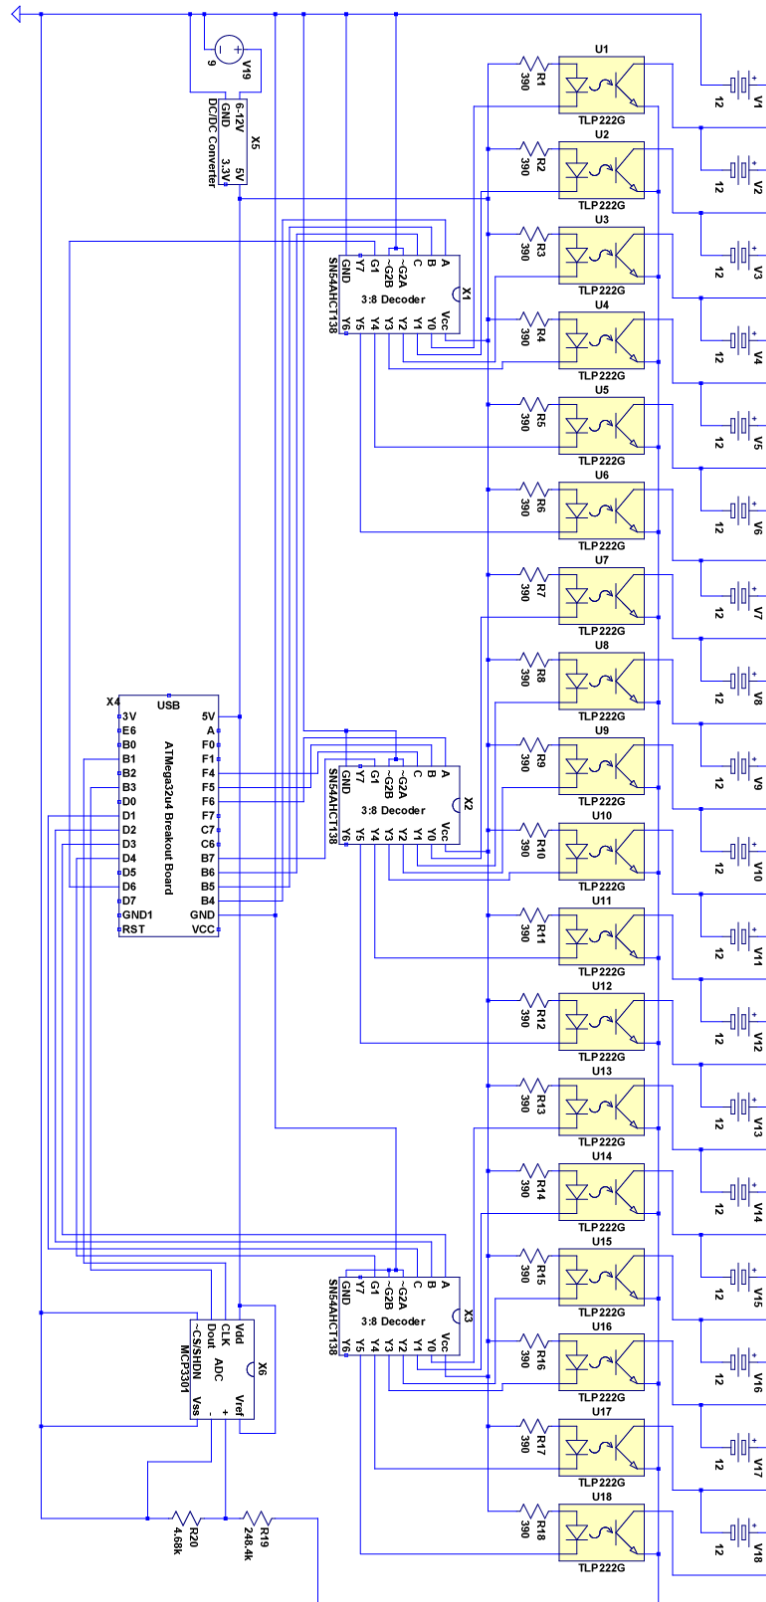 V19
9
6-12V
GND
X5
DC/DC Converter
5V
3.3V
U1
R1
390
TLP222G
V1
12
U2
R2
390
TLP222G
V2
12
U3
R3
390
TLP222G
V3
12
U4
R4
390
TLP222G
V4
12
U5
R5
390
TLP222G
V5
12
U6
R6
390
TLP222G
V6
12
U7
R7
390
TLP222G
V7
12
U8
R8
390
TLP222G
V8
12
U9
R9
390
TLP222G
V9
12
U10
R10
390
TLP222G
V10
12
U11
R11
390
TLP222G
V11
12
U12
R12
390
TLP222G
V12
12
U13
R13
390
TLP222G
V13
12
U14
R14
390
TLP222G
V14
12
U15
R15
390
TLP222G
V15
12
U16
R16
390
TLP222G
V16
12
U17
R17
390
TLP222G
V17
12
U18
R18
390
TLP222G
V18
12
SN54AHCT138
GND
Y7
G1
~G2B
~G2A
C
B
A
X1
3:8 Decoder
Y6
Y5
Y4
Y3
Y2
Y1
Y0
Vcc
SN54AHCT138
GND
Y7
G1
~G2B
~G2A
C
B
A
X2
3:8 Decoder
Y6
Y5
Y4
Y3
Y2
Y1
Y0
Vcc
SN54AHCT138
GND
Y7
G1
~G2B
~G2A
C
B
A
X3
3:8 Decoder
Y6
Y5
Y4
Y3
Y2
Y1
Y0
Vcc
X4
USB
ATMega32u4 Breakout Board
3V
E6
B0
B1
B2
B3
D0
D1
D2
D3
D4
D5
D6
D7
GND1
RST
5V
A
F0
F1
F4
F5
F6
F7
C7
C6
B7
B6
B5
B4
GND
VCC
~CS/SHDN
Dout
CLK
Vdd
X6
ADC
MCP3301
Vss
-
+
Vref
R20
4.68k
R19
248.4k